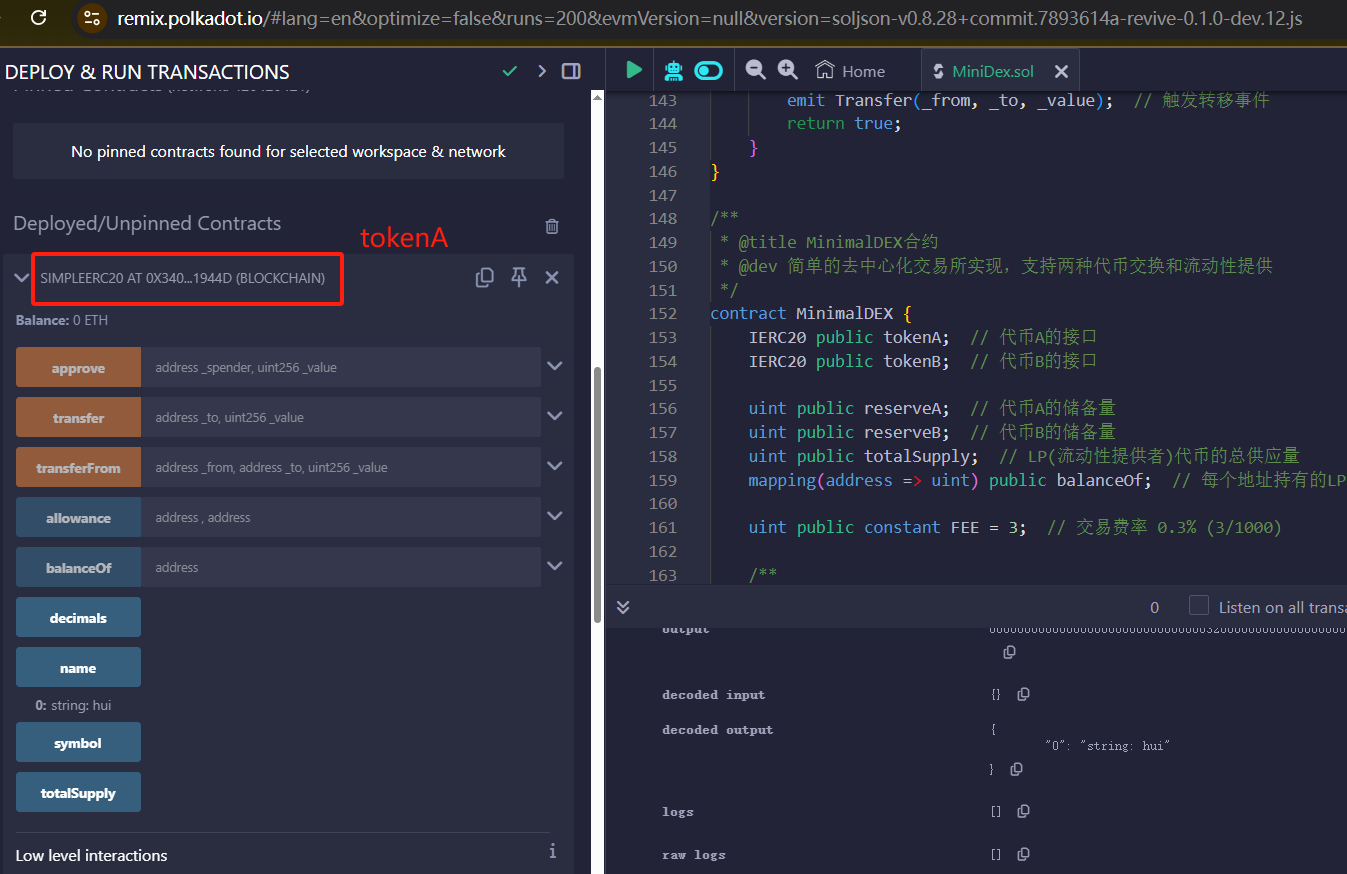 remix.polkadot.io/#lang=en&optimize=false&runs=200&evmVersion=null&version=soljson-v0.8.28+commit.7893614a-revive-0.1.0-dev.12.js
DEPLOY & RUN TRANSACTIONS
No pinned contracts found for selected workspace & network
Deployed/Unpinned Contracts
tokenA
SIMPLEERC20 AT 0X340...1944D (BLOCKCHAIN)
Balance: 0 ETH
approve address _spender, uint256 _value
transfer address _to, uint256 _value
transferFrom address _from, address _to, uint256 _value
allowance address , address
balanceOf address
decimals
name
0: string: hui
symbol
totalSupply
Low level interactions
i
Home
MiniDex.sol
143 emit Transfer(_from, _to, _value); // 触发转移事件
144 return true;
145 }
146 }
147
148 /**
149 * @title MinimalDEX合约
150 * @dev 简单的去中心化交易所实现，支持两种代币交换和流动性提供
151 */
152 contract MinimalDEX {
153 IERC20 public tokenA; // 代币A的接口
154 IERC20 public tokenB; // 代币B的接口
155
156 uint public reserveA; // 代币A的储备量
157 uint public reserveB; // 代币B的储备量
158 uint public totalSupply; // LP(流动性提供者)代币的总供应量
159 mapping(address => uint) public balanceOf; // 每个地址持有的LP
160
161 uint public constant FEE = 3; // 交易费率 0.3% (3/1000)
162
163 /**
0 Listen on all transa
output
decoded input {}
decoded output {
"0": "string: hui"
}
logs []
raw logs []